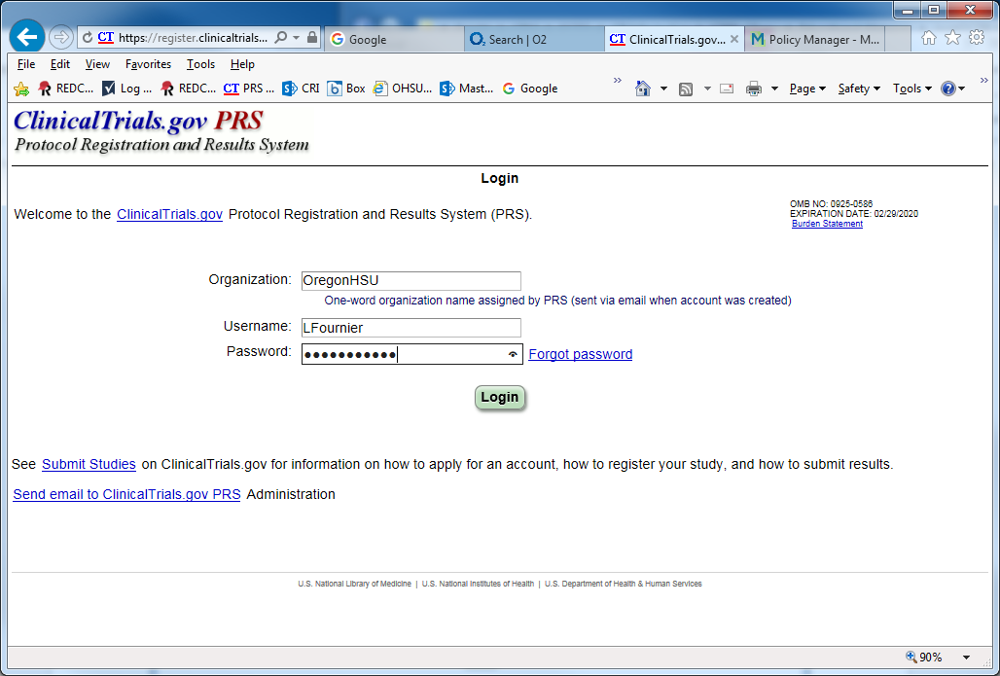 CT https://register.clinicaltrials...
Google
Search | O2
CT ClinicalTrials.gov...
Policy Manager - M...
File Edit View Favorites Tools Help
REDC... Log ... REDC... CT PRS ... CRI Box OHSU... Mast... Google Page Safety Tools
ClinicalTrials.gov PRS
Protocol Registration and Results System
Login
Welcome to the ClinicalTrials.gov Protocol Registration and Results System (PRS).
OMB NO: 0925-0586
EXPIRATION DATE: 02/29/2020
Burden Statement
Organization: OregonHSU
One-word organization name assigned by PRS (sent via email when account was created)
Username: LFournier
Password: ●●●●●●●●●●● Forgot password
Login
See Submit Studies on ClinicalTrials.gov for information on how to apply for an account, how to register your study, and how to submit results.
Send email to ClinicalTrials.gov PRS Administration
U.S. National Library of Medicine | U.S. National Institutes of Health | U.S. Department of Health & Human Services
90%